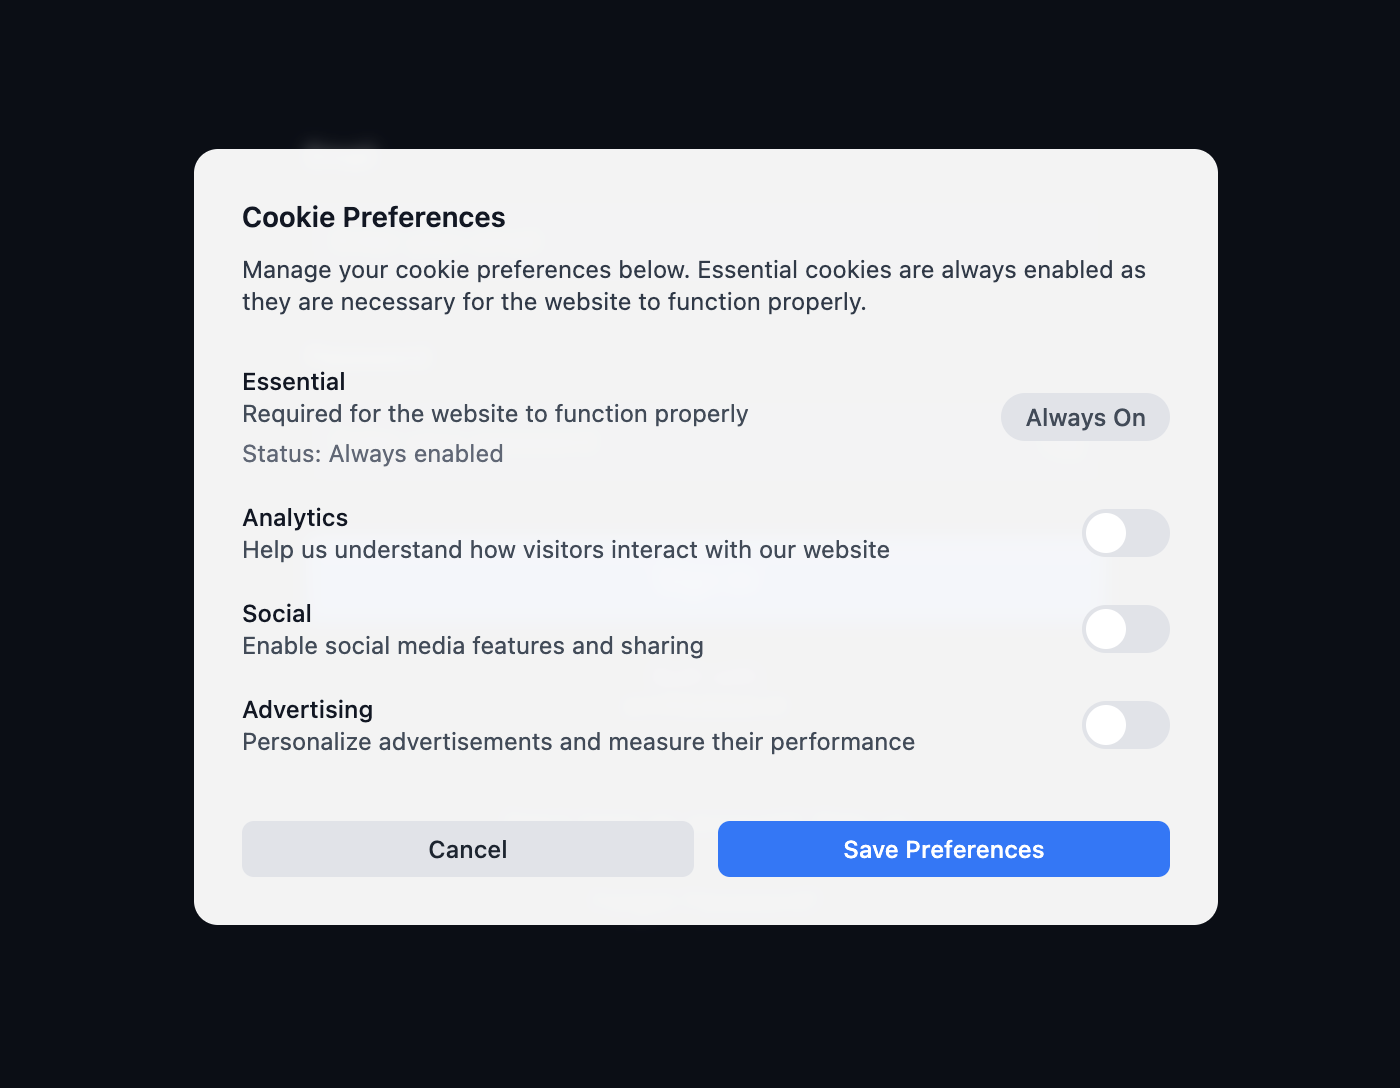 Cookie Preferences
Manage your cookie preferences below. Essential cookies are always enabled as
they are necessary for the website to function properly.
Essential
Required for the website to function properly
Always On
Status: Always enabled
Analytics
Help us understand how visitors interact with our website
Social
Enable social media features and sharing
Advertising
Personalize advertisements and measure their performance
Cancel
Save Preferences